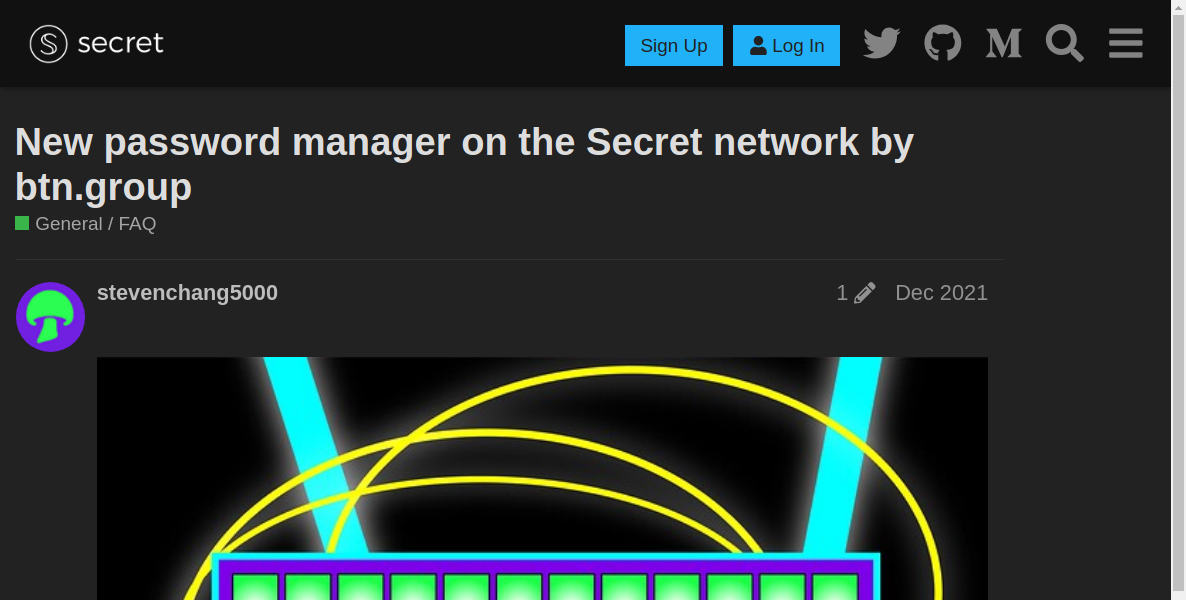 secret
Sign Up
Log In
New password manager on the Secret network by
btn.group
General / FAQ
stevenchang5000
1
Dec 2021